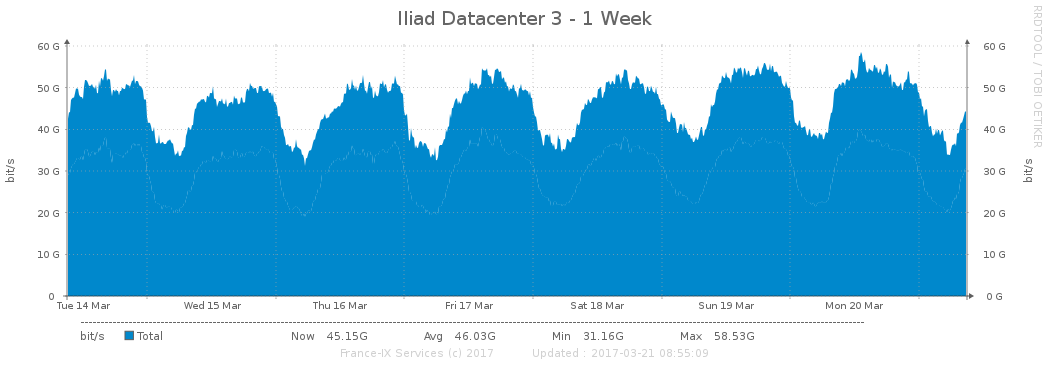 Iliad Datacenter 3 - 1 Week
RRDTOOL / TOBI OETIKER
60 G 60 G
50 G 50 G
40 G 40 G
30 G 30 G
20 G 20 G
10 G 10 G
0 0 G
bit/s bit/s
Tue 14 Mar Wed 15 Mar Thu 16 Mar Fri 17 Mar Sat 18 Mar Sun 19 Mar Mon 20 Mar
bit/s Total Now 45.15G Avg 46.03G Min 31.16G Max 58.53G
France-IX Services (c) 2017 Updated : 2017-03-21 08:55:09